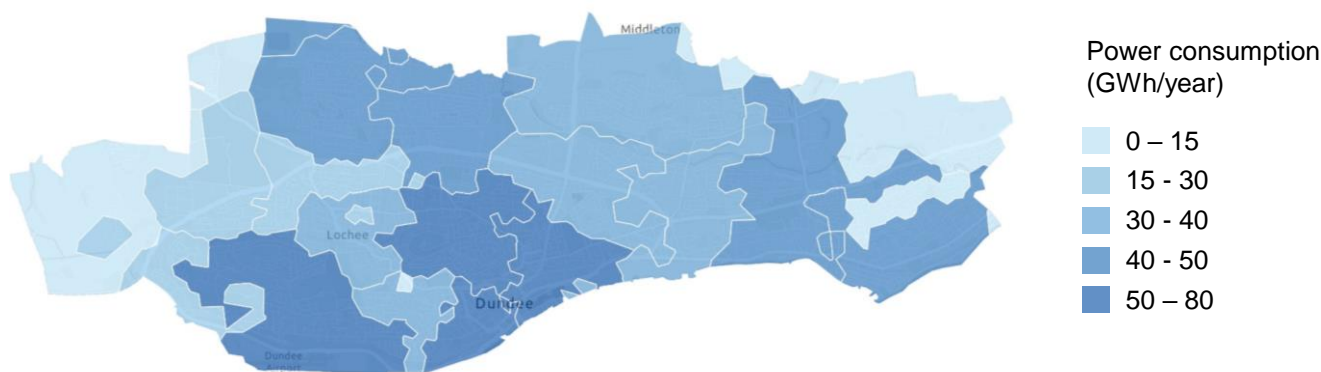 Middleton
Power consumption
(GWh/year)
0 – 15
15 - 30
30 - 40
40 - 50
50 – 80
Lochee
Dundee
Dundee
Airport